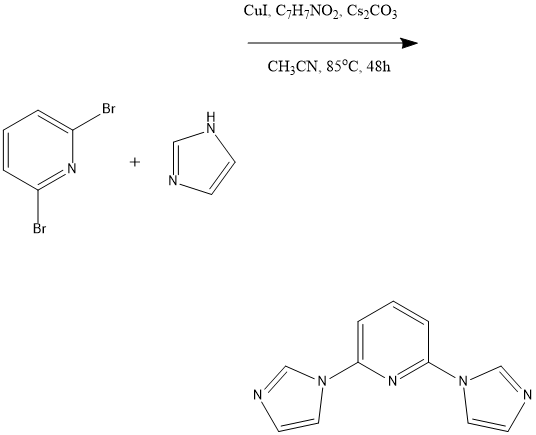 CuI, C₇H₇NO₂, Cs₂CO₃
CH₃CN, 85°C, 48h
Br
H
N
N
+
N
Br
N
N
N
N
N